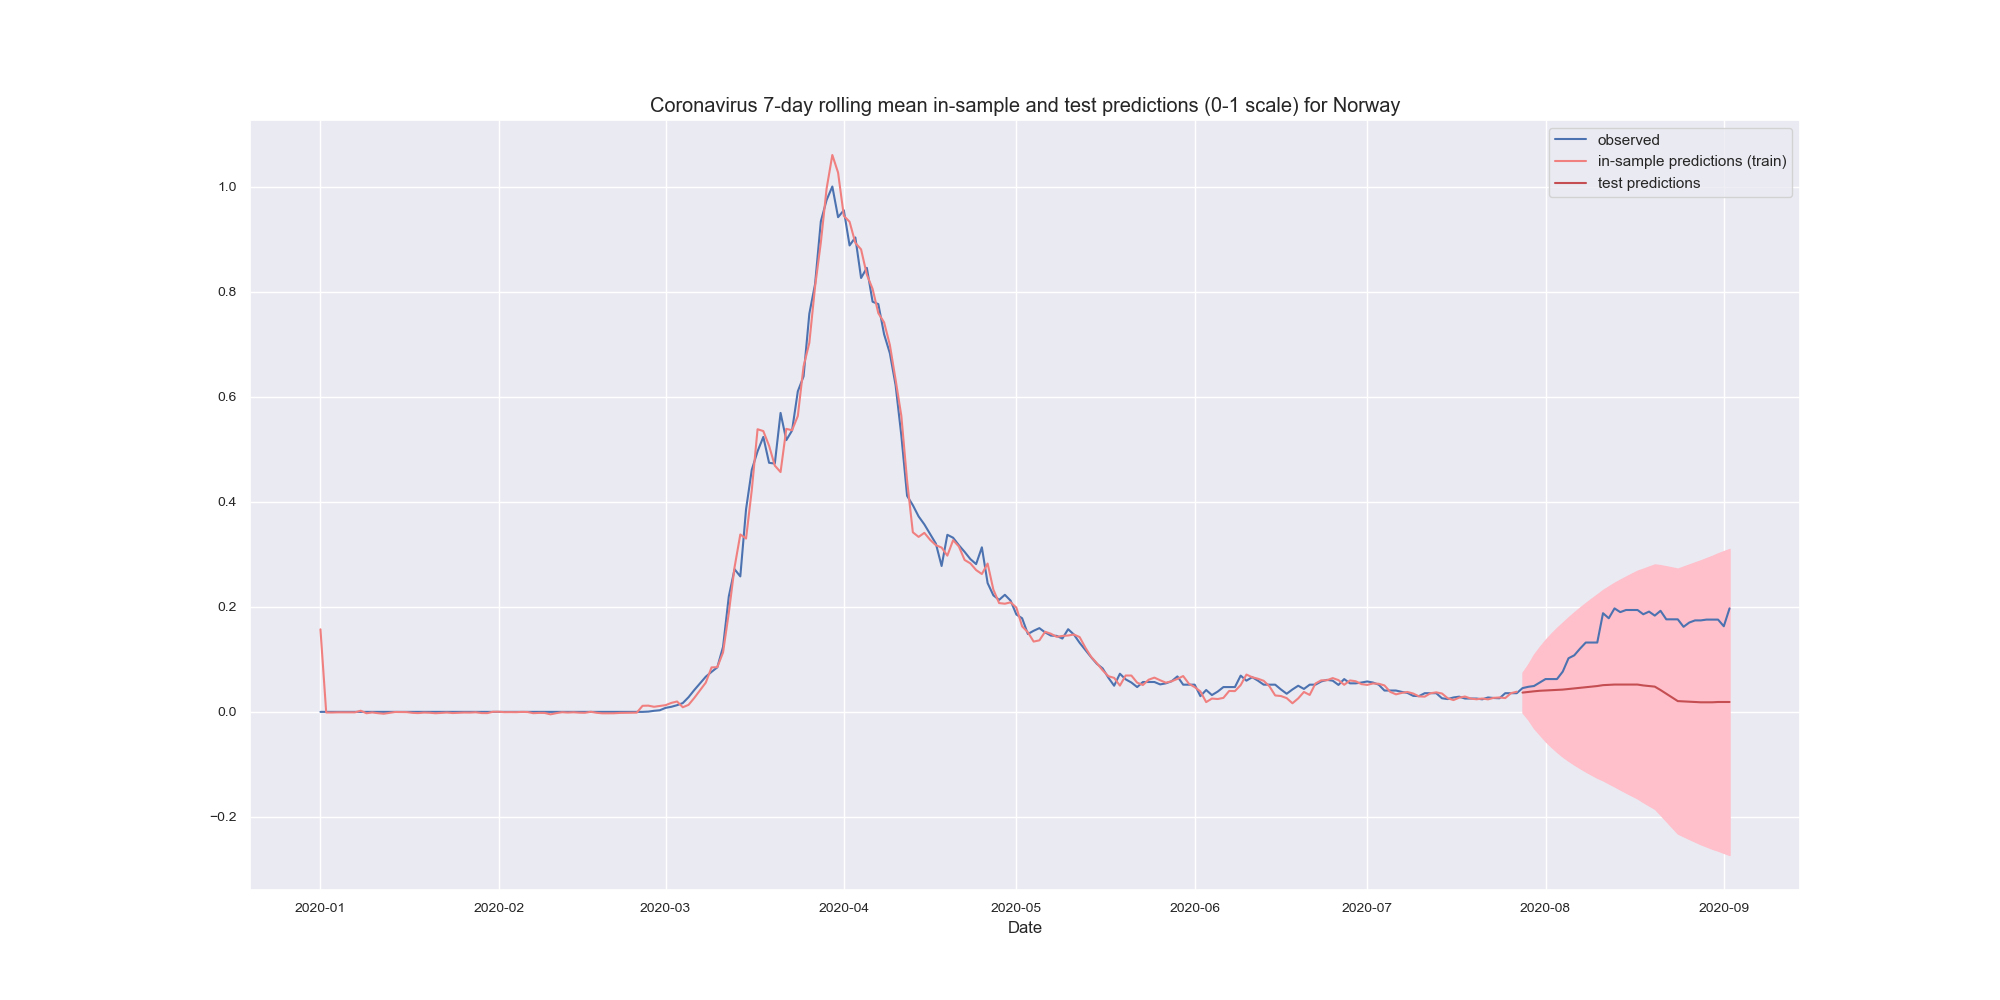 Coronavirus 7-day rolling mean in-sample and test predictions (0-1 scale) for Norway
observed
in-sample predictions (train)
test predictions
1.0
0.8
0.6
0.4
0.2
0.0
−0.2
2020-01 2020-02 2020-03 2020-04 2020-05 2020-06 2020-07 2020-08 2020-09
Date